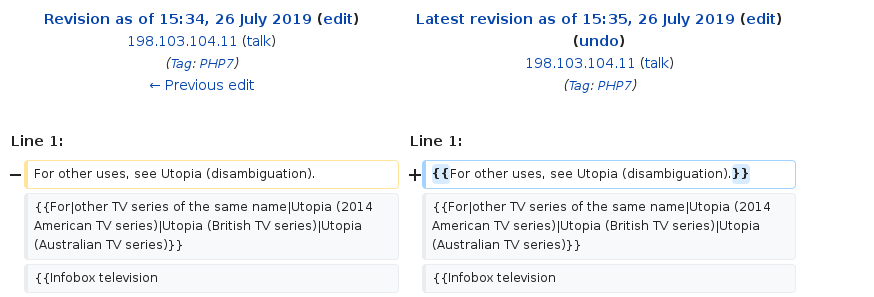 Revision as of 15:34, 26 July 2019 (edit)
198.103.104.11 (talk)
(Tag: PHP7)
← Previous edit
Latest revision as of 15:35, 26 July 2019 (edit)
(undo)
198.103.104.11 (talk)
(Tag: PHP7)
Line 1:
Line 1:
− For other uses, see Utopia (disambiguation).
+ {{For other uses, see Utopia (disambiguation).}}
{{For|other TV series of the same name|Utopia (2014
American TV series)|Utopia (British TV series)|Utopia
(Australian TV series)}}
{{For|other TV series of the same name|Utopia (2014
American TV series)|Utopia (British TV series)|Utopia
(Australian TV series)}}
{{Infobox television
{{Infobox television